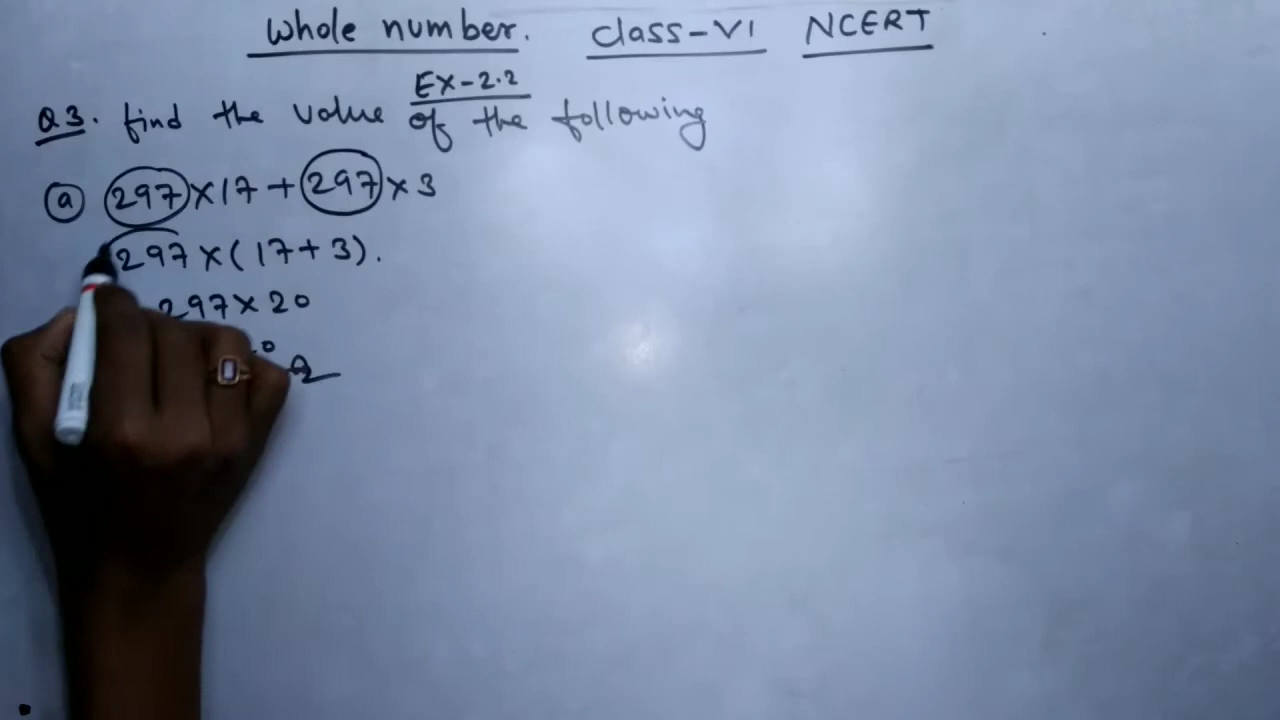 Whole number. Class-VI NCERT
EX-2.2
Q3. find the value of the following
(a) 297×17+297×3
297×(17+3).
297×20